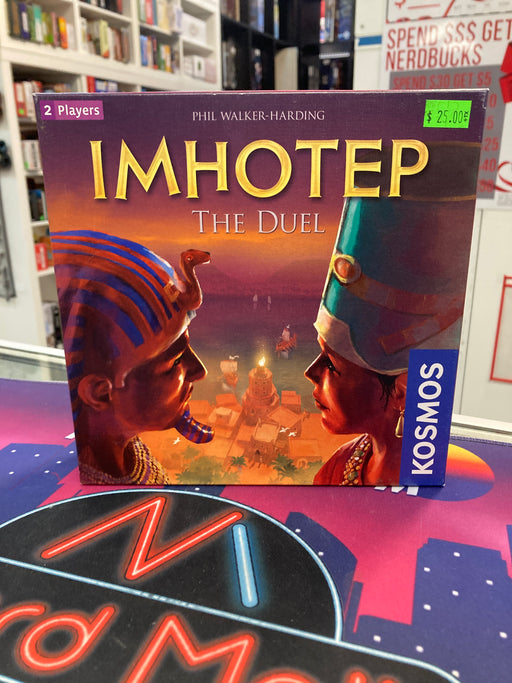 SPEND $$$ GET
NERDBUCKS
SPEND $30 GET $5
2 Players
PHIL WALKER-HARDING
$ 25.00
IMHOTEP
THE DUEL
KOSMOS